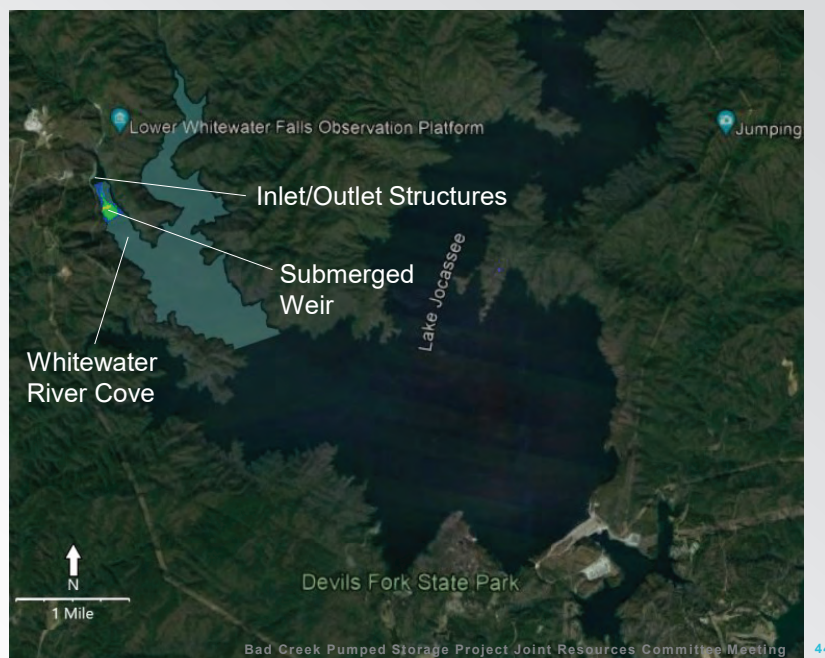 Lower Whitewater Falls Observation Platform
Jumping
Inlet/Outlet Structures
Submerged
Weir
Lake Jocassee
Whitewater
River Cove
Devils Fork State Park
N
1 Mile
Bad Creek Pumped Storage Project Joint Resources Committee Meeting